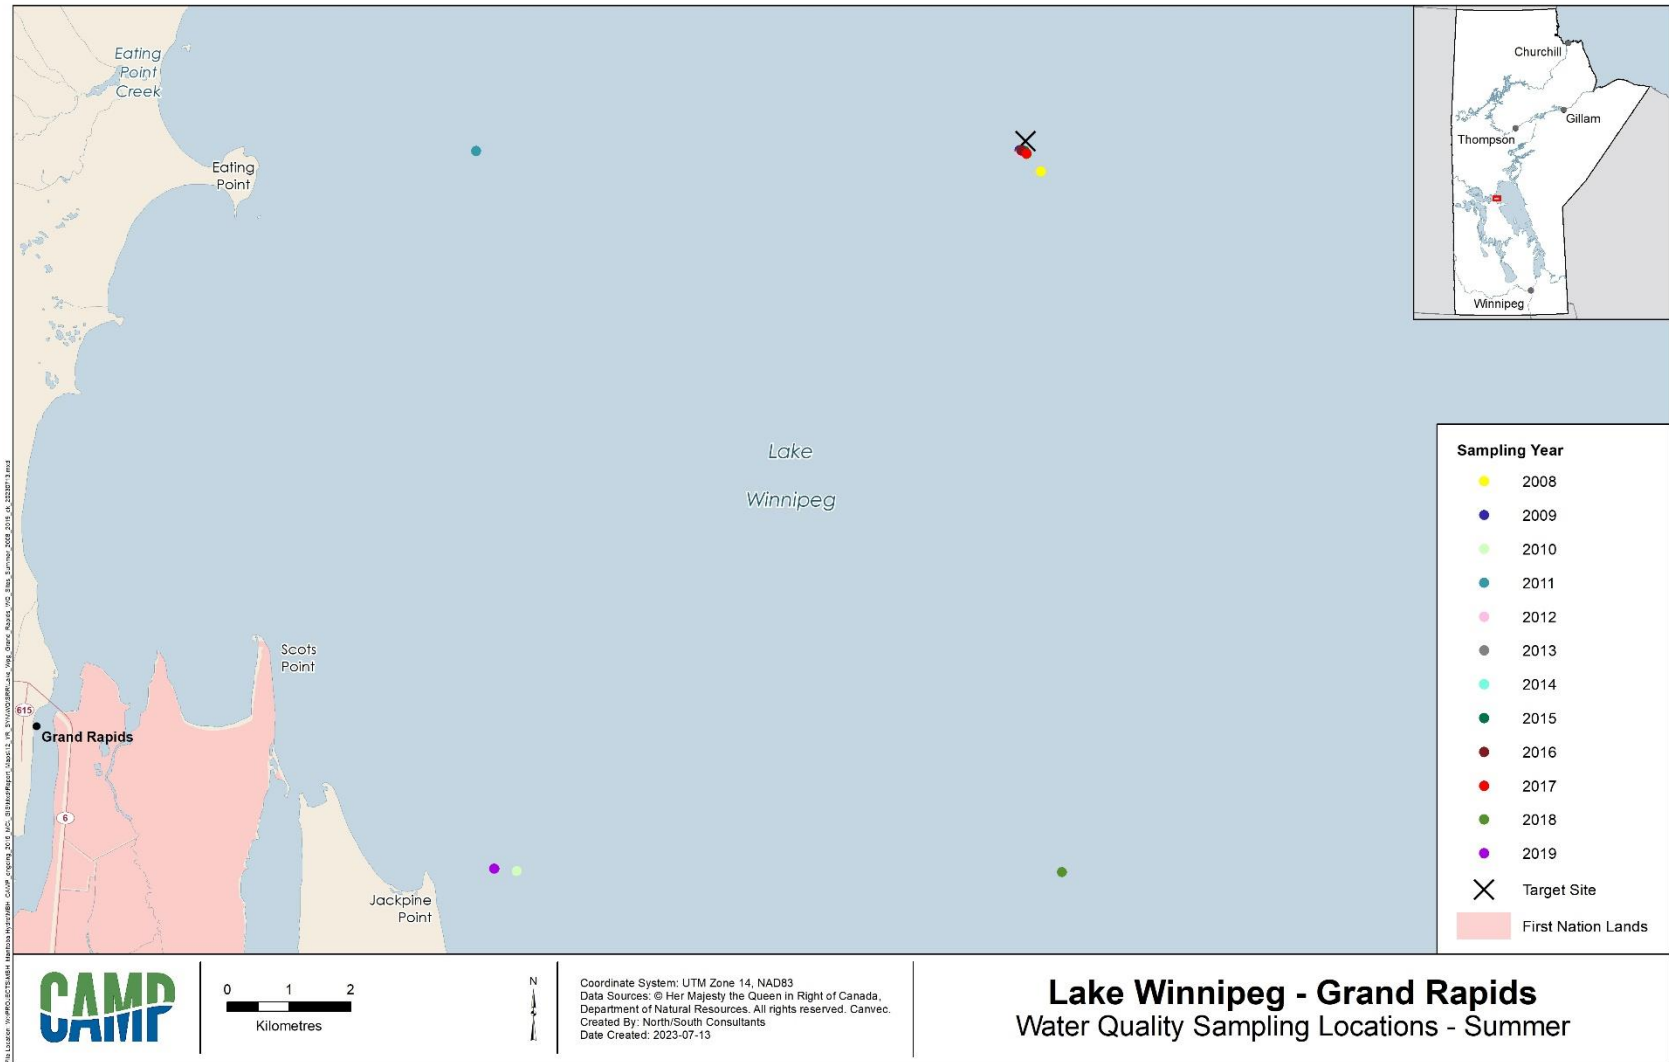 Eating
Point
Creek
Eating
Point
Churchill
Gillam
Thompson
Winnipeg
Lake
Winnipeg
Sampling Year
2008
2009
2010
2011
2012
2013
2014
2015
2016
2017
2018
2019
Target Site
First Nation Lands
Scots
Point
615
Grand Rapids
6
Jackpine
Point
CAMP
0 1 2
Kilometres
N
S
Coordinate System: UTM Zone 14, NAD83
Data Sources: © Her Majesty the Queen in Right of Canada,
Department of Natural Resources. All rights reserved. Canvec.
Created By: North/South Consultants
Date Created: 2023-07-13
Lake Winnipeg - Grand Rapids
Water Quality Sampling Locations - Summer